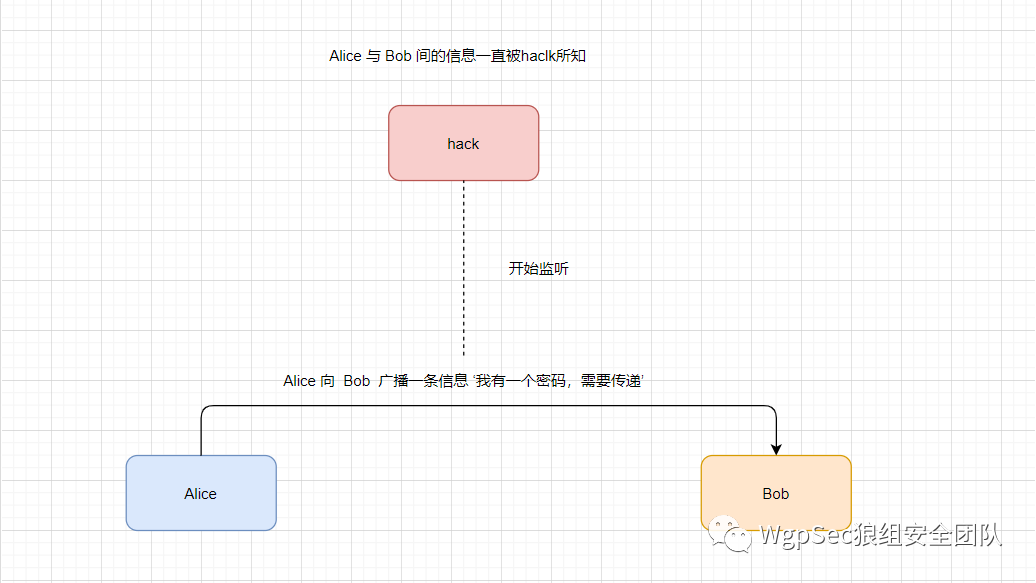 Alice 与 Bob 间的信息一直被haclk所知
hack
开始监听
Alice 向 Bob 广播一条信息 '我有一个密码，需要传递'
Alice
Bob
WgpSec狼组安全团队